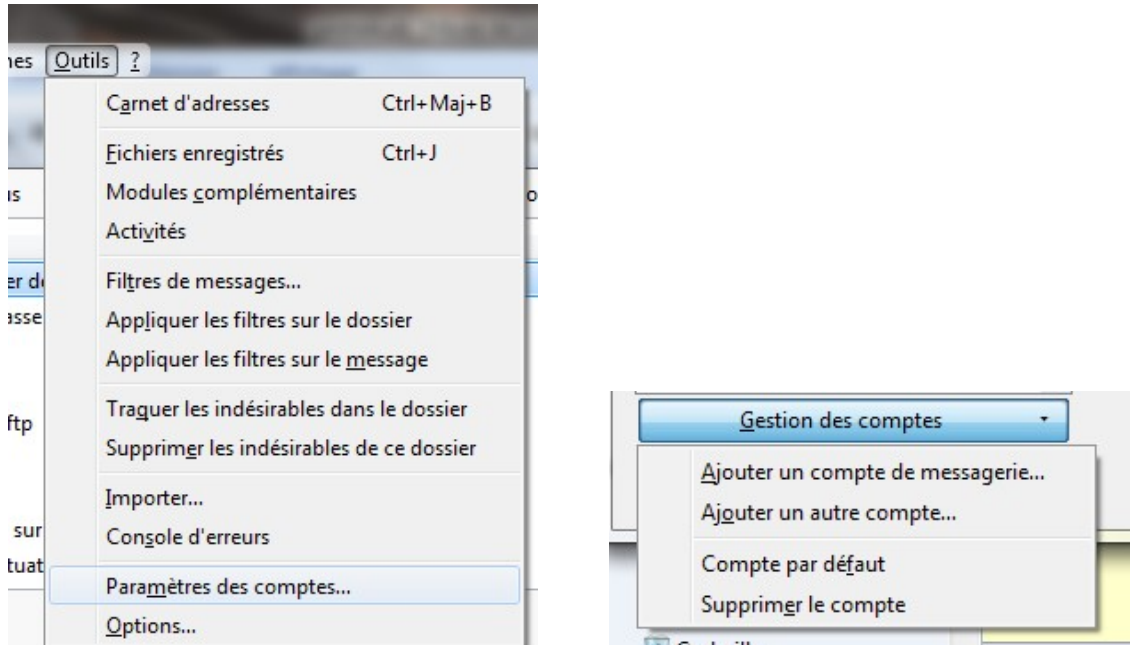 Outils ?
Carnet d'adresses Ctrl+Maj+B
Fichiers enregistrés Ctrl+J
Modules complémentaires
Activités
Filtres de messages...
Appliquer les filtres sur le dossier
Appliquer les filtres sur le message
Traquer les indésirables dans le dossier
ftp
Supprimer les indésirables de ce dossier
Importer...
sur
Console d'erreurs
Paramètres des comptes...
Options...
Gestion des comptes
Ajouter un compte de messagerie...
Ajouter un autre compte...
Compte par défaut
Supprimer le compte